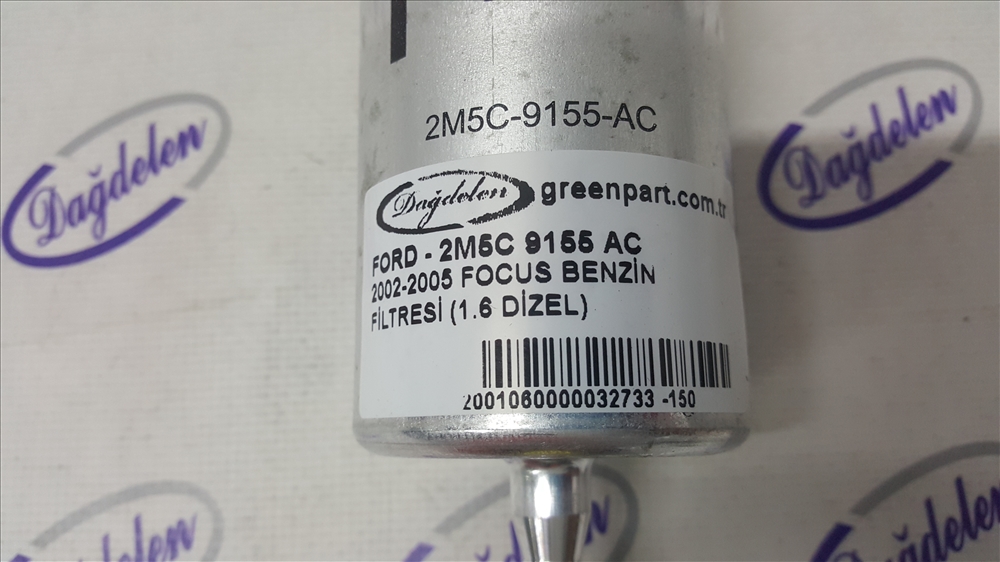 2M5C-9155-AC
Dağdelen greenpart.com.tr
FORD - 2M5C 9155 AC
2002-2005 FOCUS BENZİN
FİLTRESİ (1.6 DİZEL)
2001060000032733 -150
Dağdelen
Dağdelen
Dağdelen
Dağdelen
Dağdelen